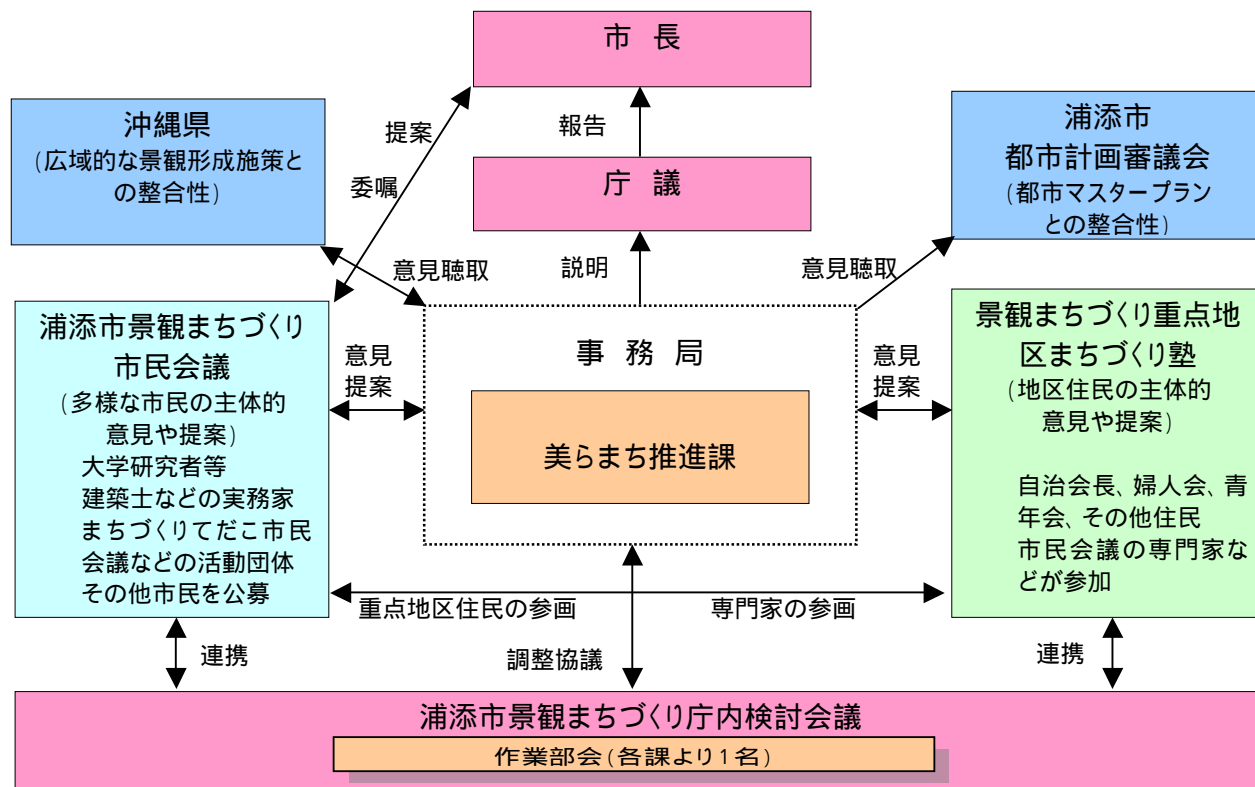 市 長
提案
委嘱
報告
沖縄県
(広域的な景観形成施策と
の整合性)
庁 議
浦添市
都市計画審議会
(都市マスタープラン
との整合性)
意見聴取
説明
意見聴取
浦添市景観まちづくり
市民会議
(多様な市民の主体的
意見や提案)
大学研究者等
建築士などの実務家
まちづくりてだこ市民
会議などの活動団体
その他市民を公募
意見
提案
事 務 局
美らまち推進課
意見
提案
景観まちづくり重点地
区まちづくり塾
(地区住民の主体的
意見や提案)
自治会長、婦人会、青
年会、その他住民
市民会議の専門家な
どが参加
重点地区住民の参画
専門家の参画
連携
調整協議
連携
浦添市景観まちづくり庁内検討会議
作業部会(各課より1名)